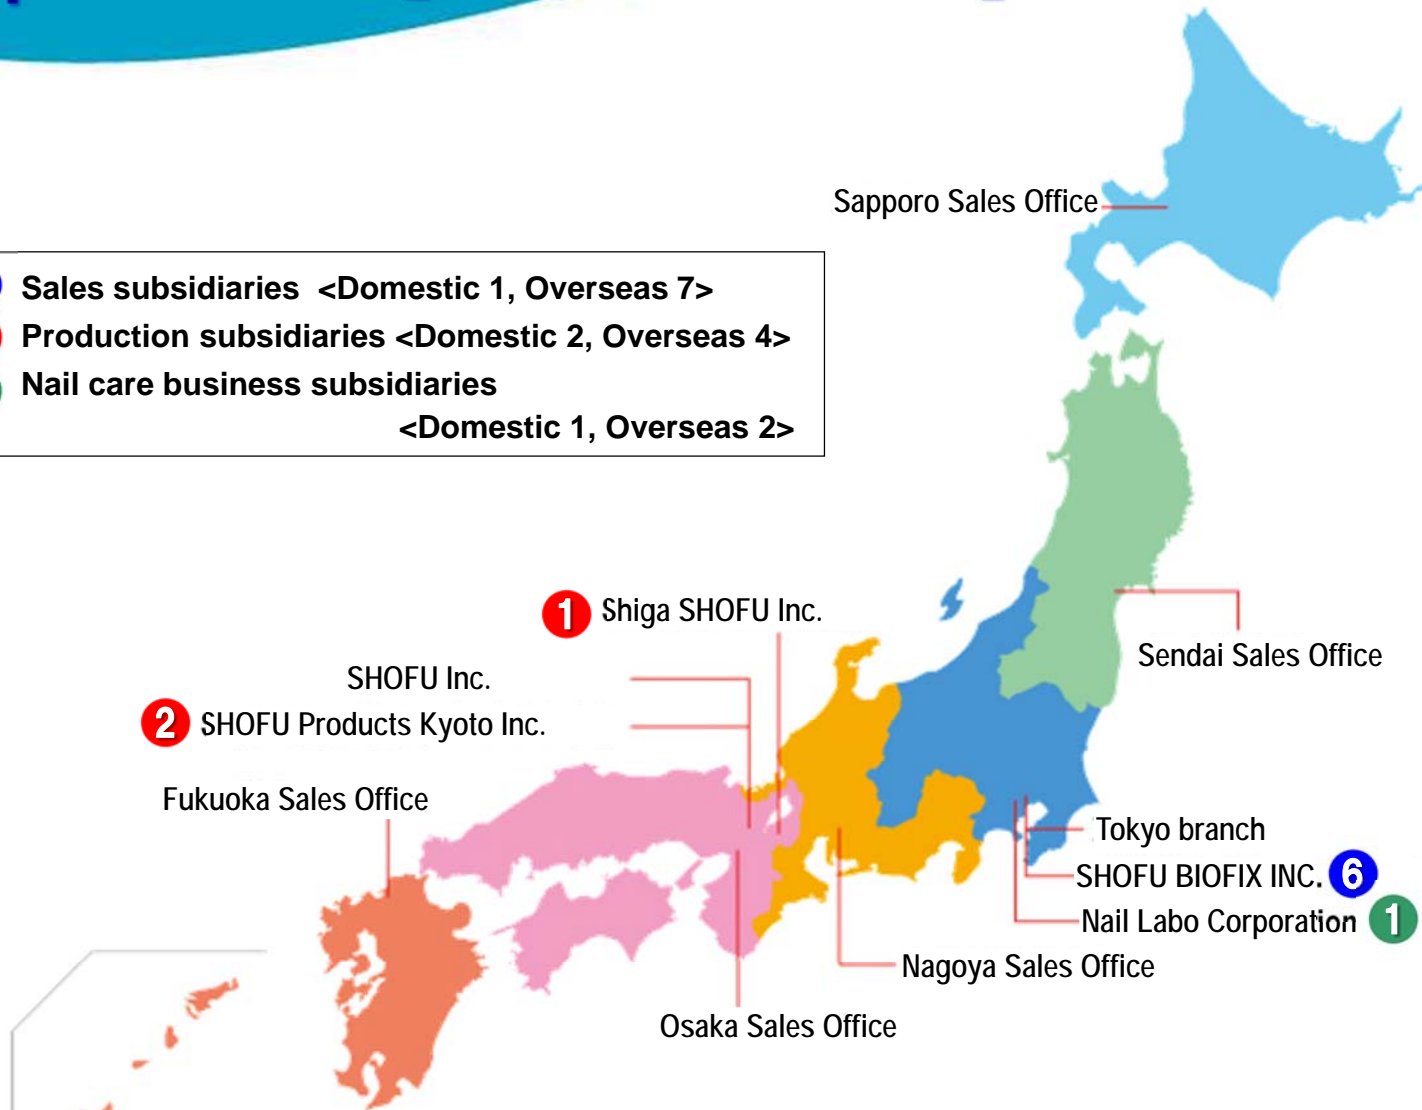 Sapporo Sales Office
Sales subsidiaries <Domestic 1, Overseas 7>
Production subsidiaries <Domestic 2, Overseas 4>
Nail care business subsidiaries
<Domestic 1, Overseas 2>
1 Shiga SHOFU Inc.
Sendai Sales Office
SHOFU Inc.
2 SHOFU Products Kyoto Inc.
Fukuoka Sales Office
Tokyo branch
SHOFU BIOFIX INC. 6
Nail Labo Corporation 1
Nagoya Sales Office
Osaka Sales Office